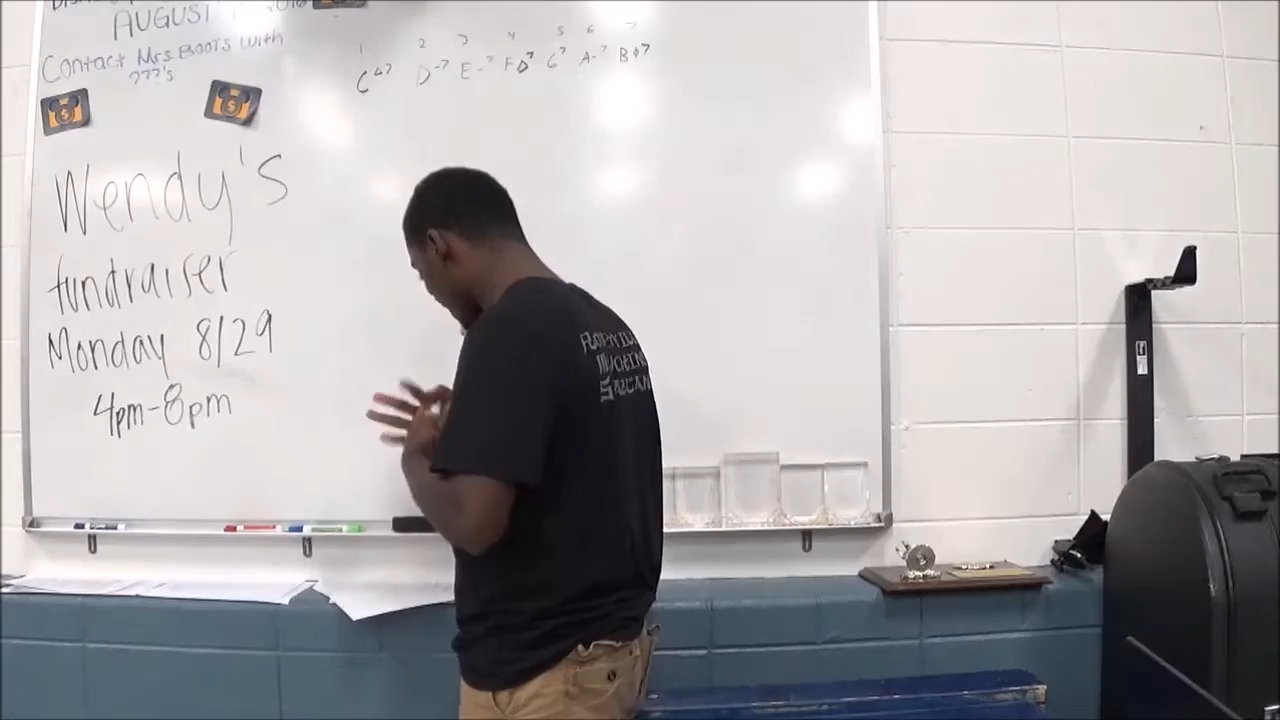 AUGUST
Contact Mrs BOOTS With
???'s
$
$
Wendy's
fundraiser
Monday 8/29
4pm-8pm
1 2 3 4 5 6 7
C∆7 D-7 E-7 F∆7 G7 A-7 Bϕ7